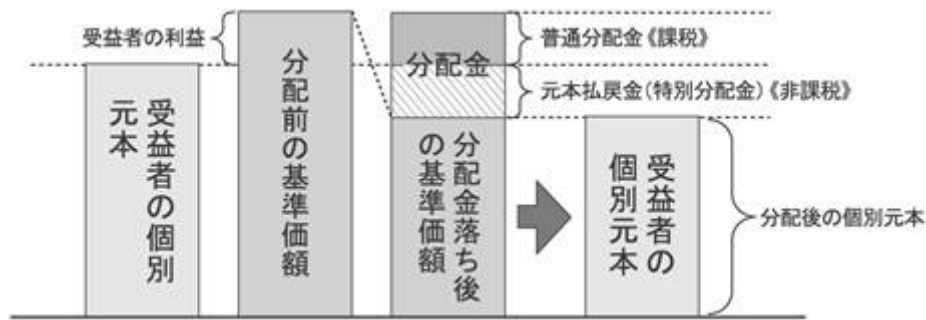 受益者の利益
受益者の個別
元本
分配前の基準価額
分配金
分配金落ち後
の基準価額
普通分配金《課税》
元本払戻金(特別分配金)《非課税》
受益者の
個別元本
分配後の個別元本